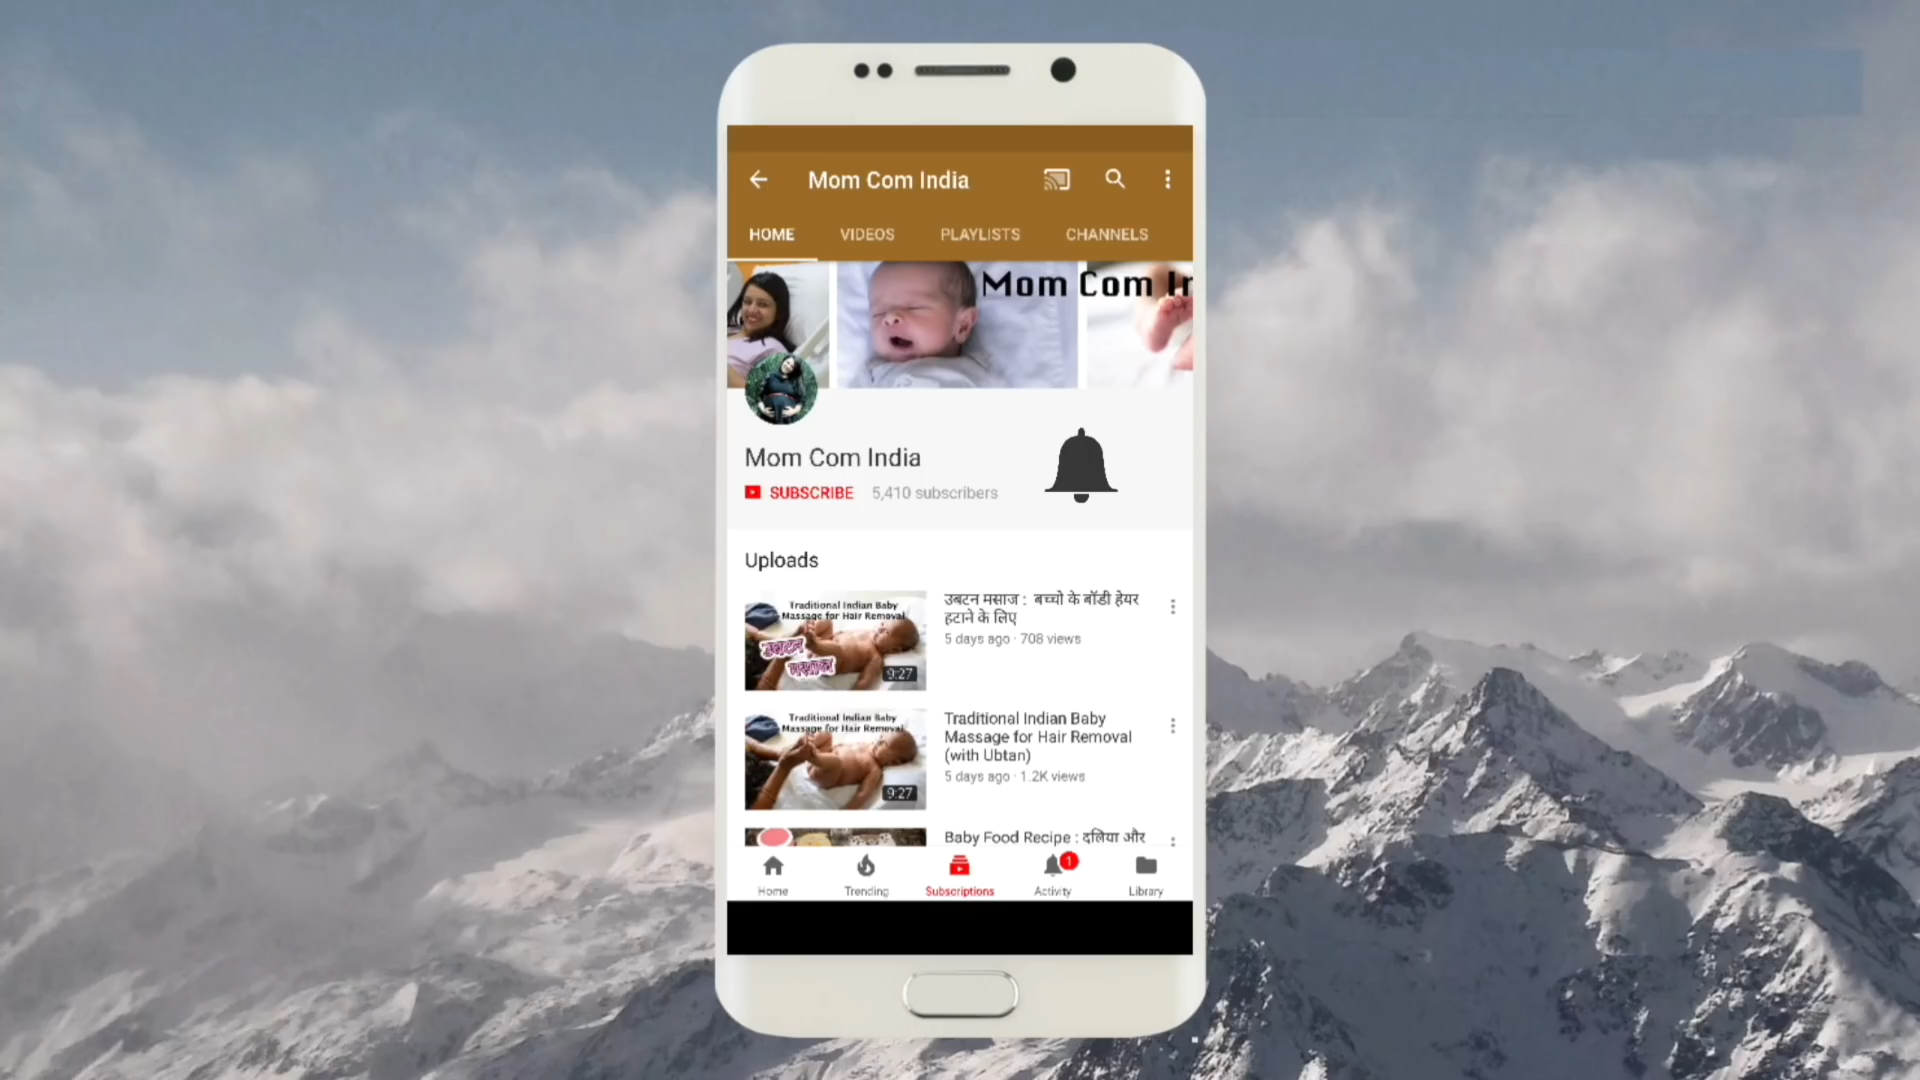 Mom Com India
HOME VIDEOS PLAYLISTS CHANNELS
Mom Com In
Mom Com India
SUBSCRIBE 5,410 subscribers
Uploads
Traditional Indian Baby
Massage for Hair Removal
उबटन
मसाज
9:27
उबटन मसाज : बच्चो के बॉडी हेयर
हटाने के लिए
5 days ago · 708 views
Traditional Indian Baby
Massage for Hair Removal
9:27
Traditional Indian Baby
Massage for Hair Removal
(with Ubtan)
5 days ago · 1.2K views
Baby Food Recipe : दलिया और
1
Home Trending Subscriptions Activity Library